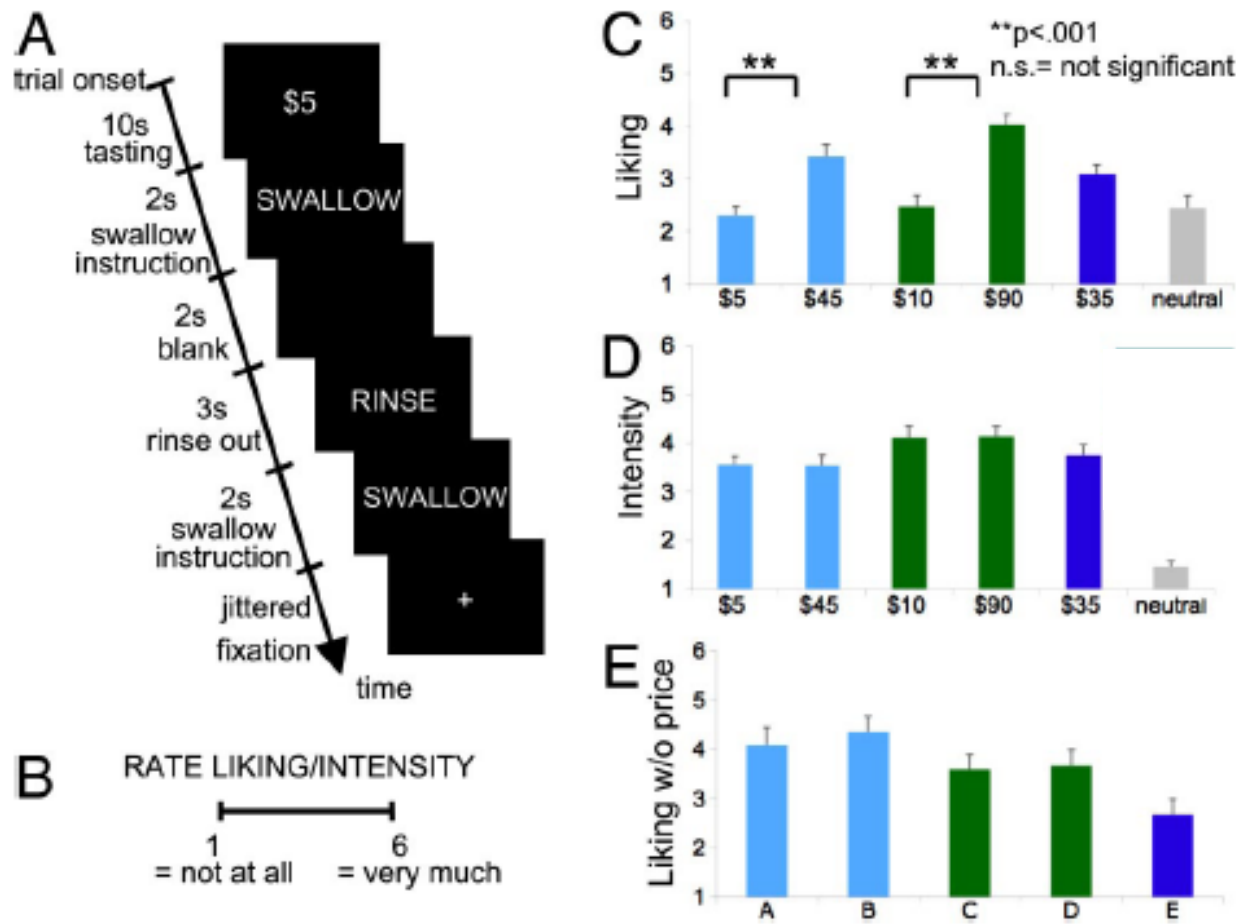 A
trial onset
$5
10s
tasting
SWALLOW
2s
swallow
instruction
2s
blank
RINSE
3s
rinse out
SWALLOW
2s
swallow
instruction
+
jittered
fixation
time
B
RATE LIKING/INTENSITY
1
6
= not at all
= very much
C
**p<.001
n.s.= not significant
**
**
Liking
6
5
4
3
2
1
$5
$45
$10
$90
$35
neutral
D
Intensity
6
5
4
3
2
1
$5
$45
$10
$90
$35
neutral
E
Liking w/o price
6
5
4
3
2
1
A
B
C
D
E